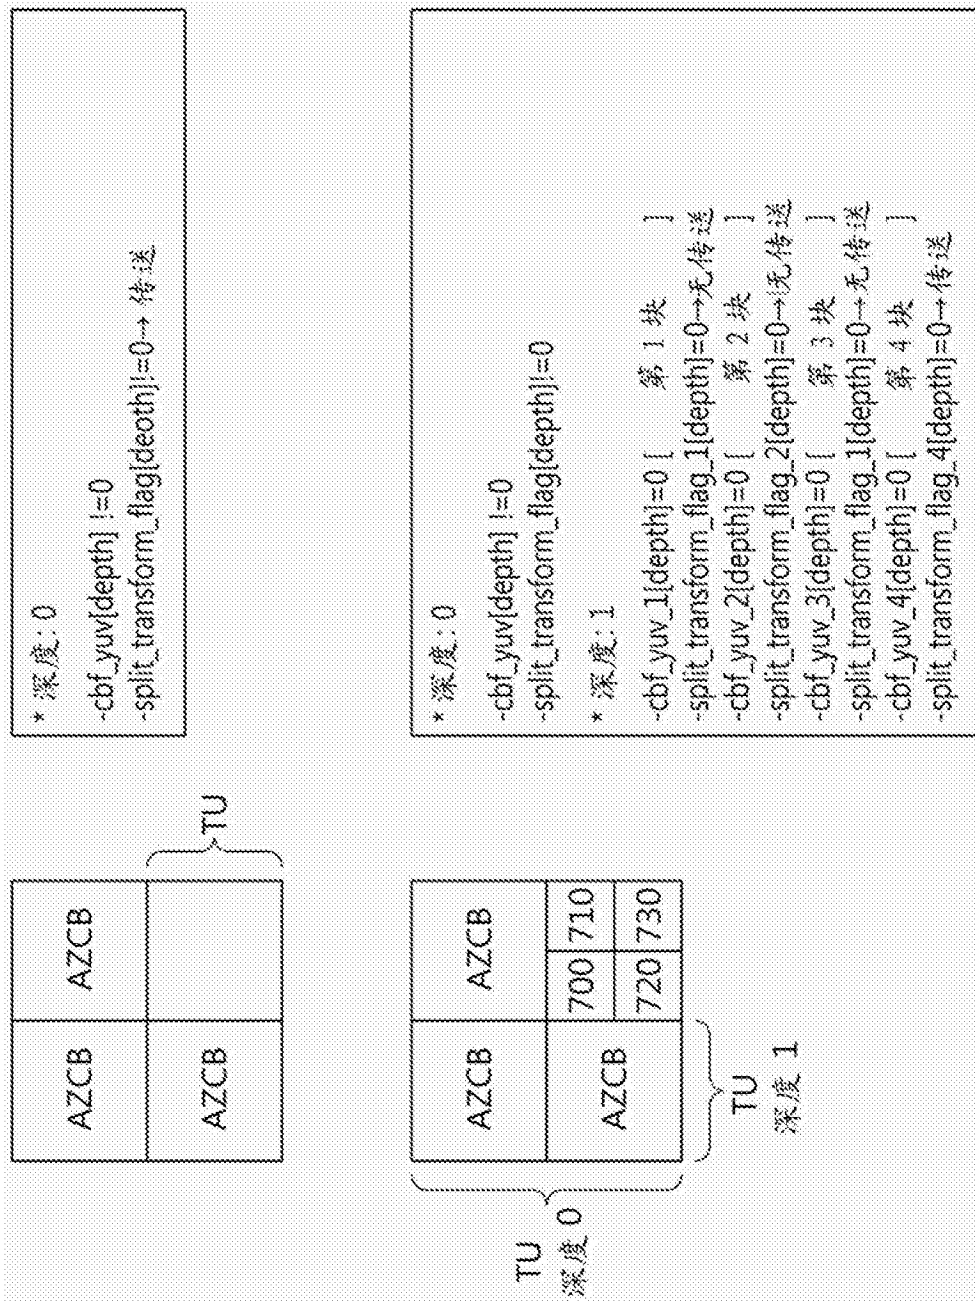 AZCB
AZCB
AZCB
TU
* 深度: 0
-cbf_yuv[depth] !=0
-split_transform_flag[deoth]!=0→ 传送
TU
深度 0
AZCB
AZCB
AZCB
700
710
720
730
TU
深度 1
* 深度: 0
-cbf_yuv[depth] !=0
-split_transform_flag[depth]!=0
* 深度: 1
-cbf_yuv_1[depth]=0 [ 第 1 块 ]
-split_transform_flag_1[depth]=0→无传送
-cbf_yuv_2[depth]=0 [ 第 2 块 ]
-split_transform_flag_2[depth]=0→无传送
-cbf_yuv_3[depth]=0 [ 第 3 块 ]
-split_transform_flag_1[depth]=0→无传送
-cbf_yuv_4[depth]=0 [ 第 4 块 ]
-split_transform_flag_4[depth]=0→传送